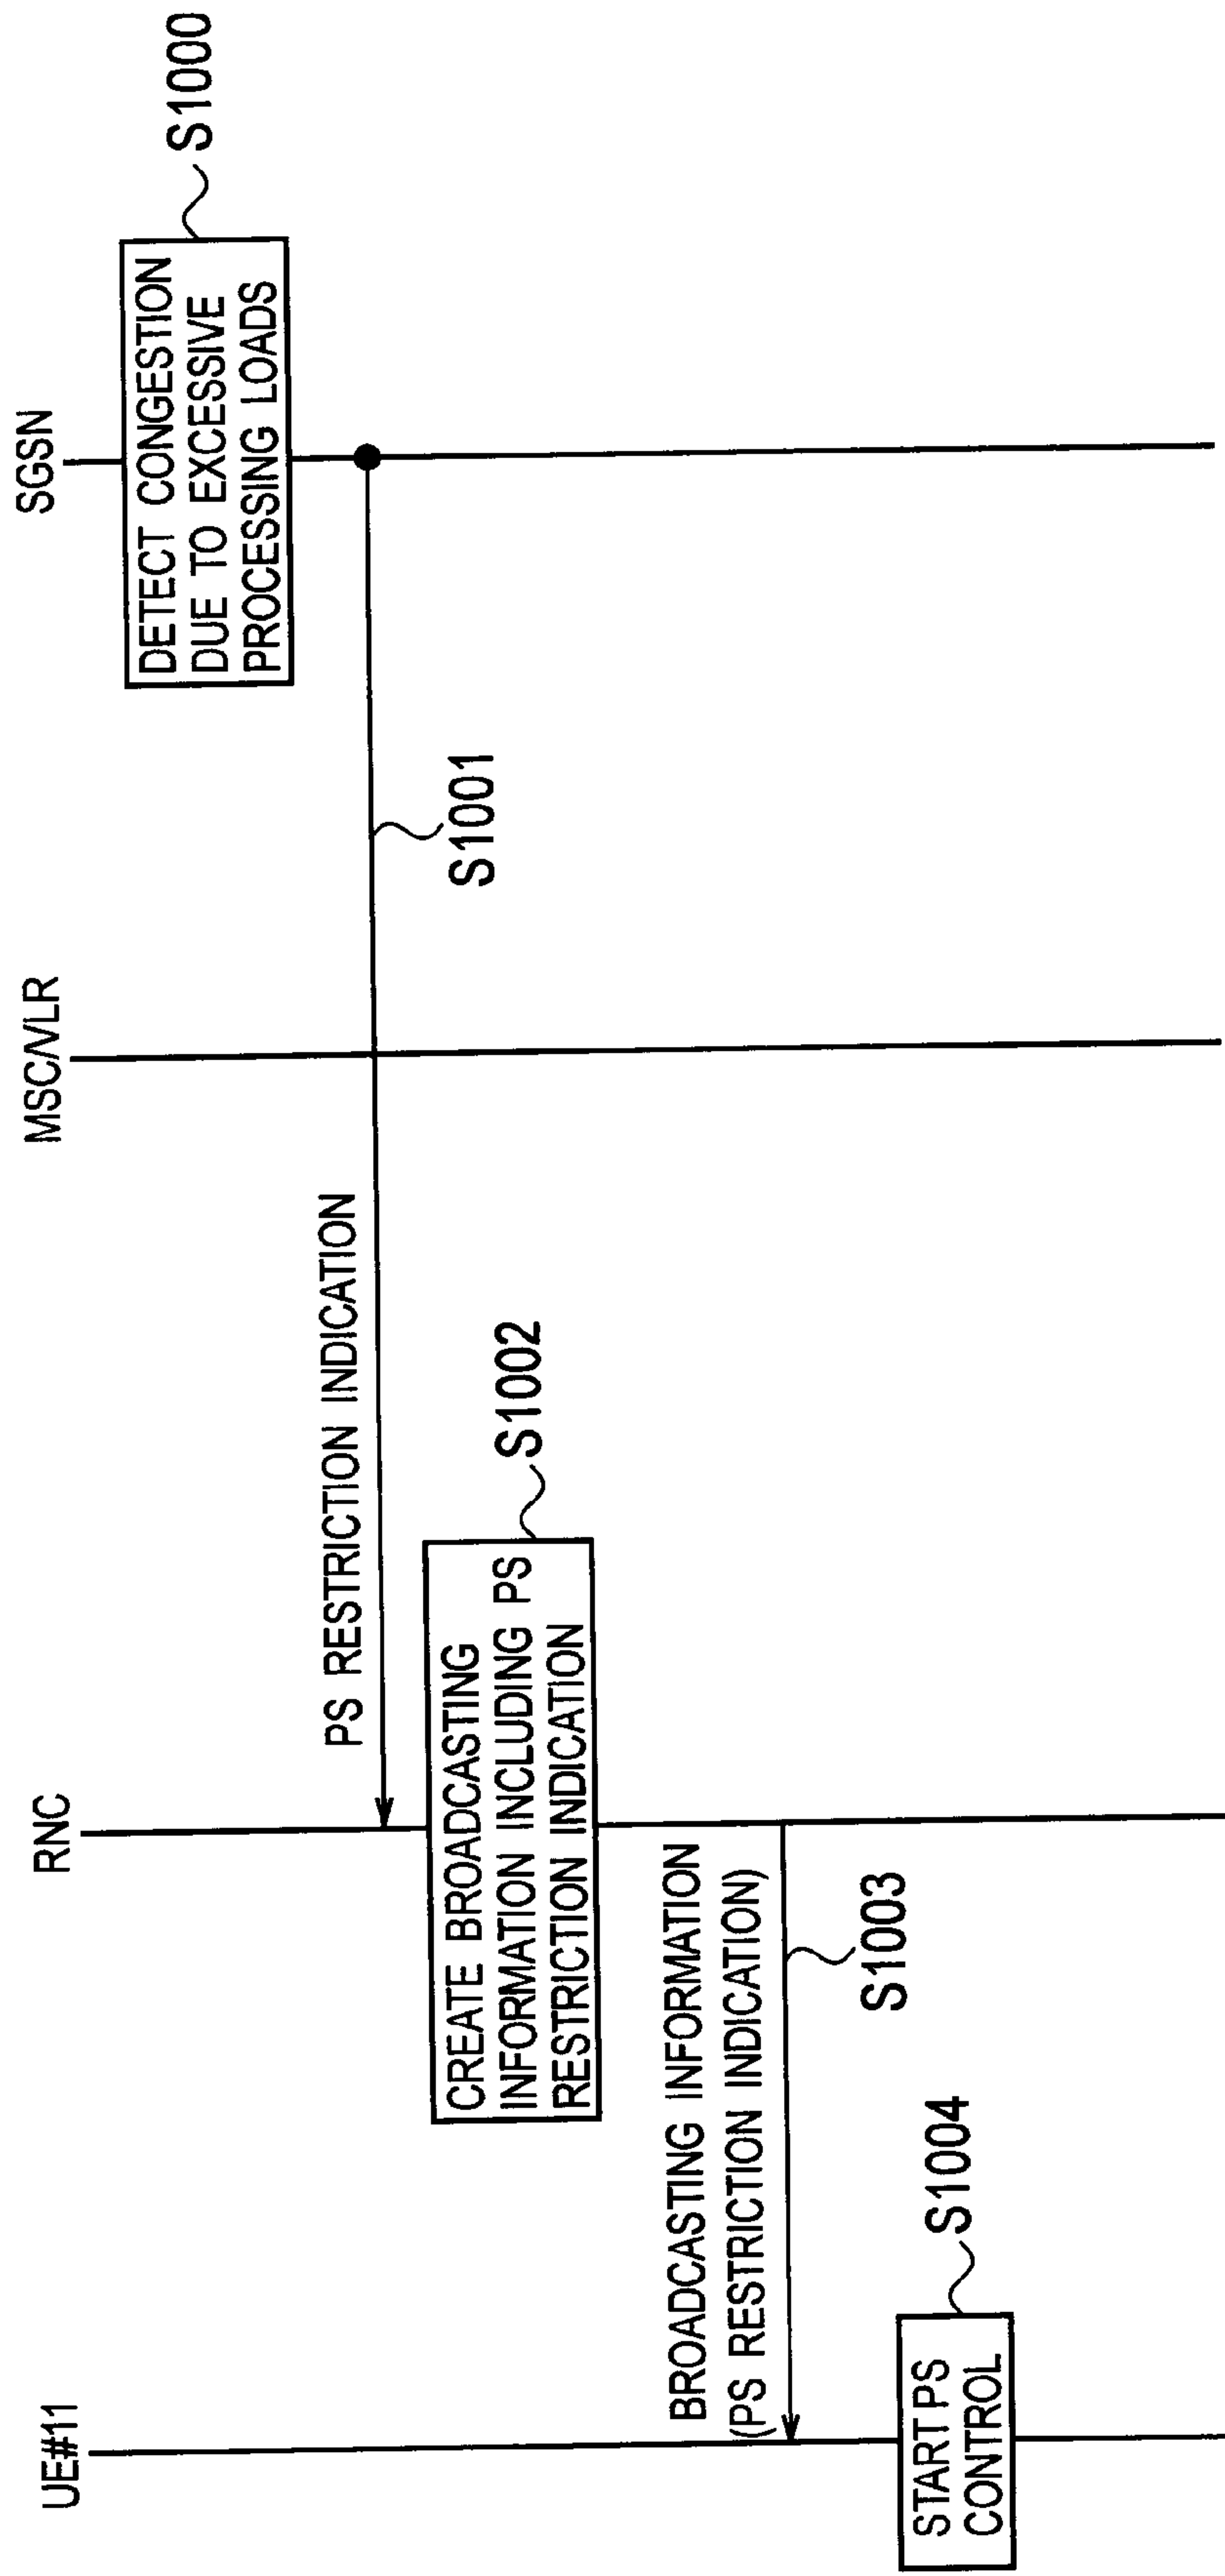 UE#11
RNC
MSC/VLR
SGSN
DETECT CONGESTION
DUE TO EXCESSIVE
PROCESSING LOADS
S1000
PS RESTRICTION INDICATION
S1001
CREATE BROADCASTING
INFORMATION INCLUDING PS
RESTRICTION INDICATION
S1002
BROADCASTING INFORMATION
(PS RESTRICTION INDICATION)
S1003
START PS
CONTROL
S1004